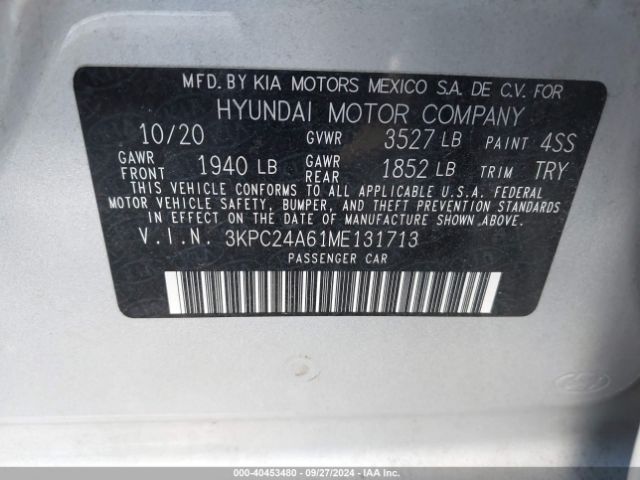 MFD. BY KIA MOTORS MEXICO S.A. DE C.V. FOR
HYUNDAI MOTOR COMPANY
10/20 GVWR 3527 LB PAINT 4SS
GAWR FRONT 1940 LB GAWR REAR 1852 LB TRIM TRY
THIS VEHICLE CONFORMS TO ALL APPLICABLE U.S.A. FEDERAL
MOTOR VEHICLE SAFETY, BUMPER, AND THEFT PREVENTION STANDARDS
IN EFFECT ON THE DATE OF MANUFACTURE SHOWN ABOVE.
V.I.N. 3KPC24A61ME131713
PASSENGER CAR
000-40453480 - 09/27/2024 - IAA Inc.